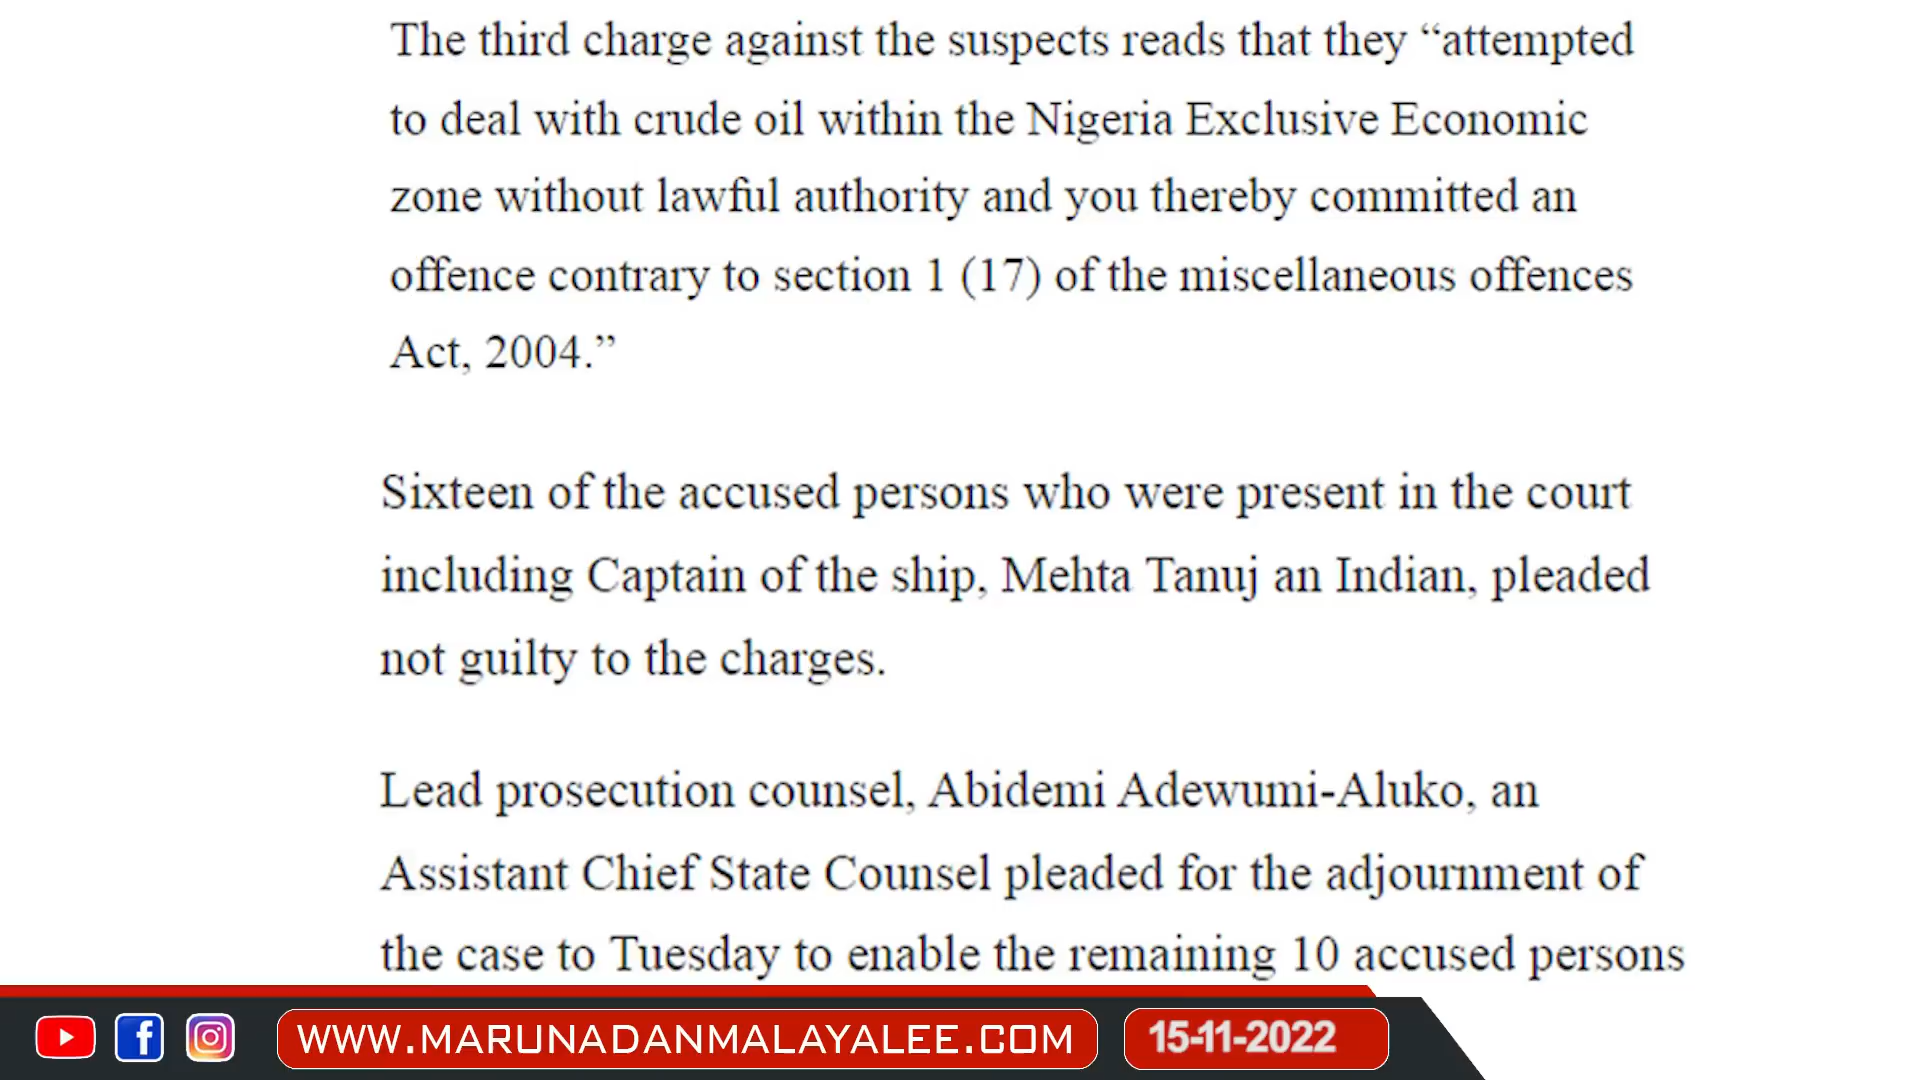 The third charge against the suspects reads that they “attempted
to deal with crude oil within the Nigeria Exclusive Economic
zone without lawful authority and you thereby committed an
offence contrary to section 1 (17) of the miscellaneous offences
Act, 2004.”
Sixteen of the accused persons who were present in the court
including Captain of the ship, Mehta Tanuj an Indian, pleaded
not guilty to the charges.
Lead prosecution counsel, Abidemi Adewumi-Aluko, an
Assistant Chief State Counsel pleaded for the adjournment of
the case to Tuesday to enable the remaining 10 accused persons
WWW.MARUNADANMALAYALEE.COM
15-11-2022